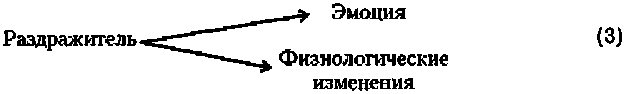 Эмоция
Раздражитель
(3)
Физиологические
изменения